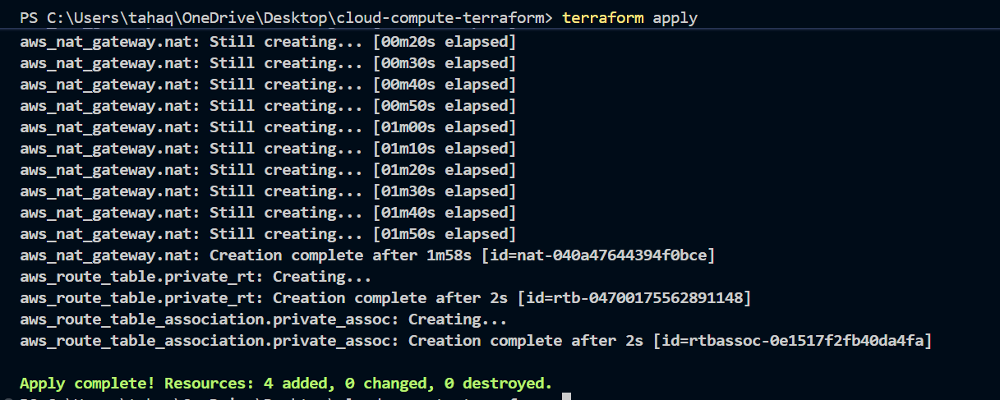 PS C:\Users\tahaq\OneDrive\Desktop\cloud-compute-terraform> terraform apply
aws_nat_gateway.nat: Still creating... [00m20s elapsed]
aws_nat_gateway.nat: Still creating... [00m30s elapsed]
aws_nat_gateway.nat: Still creating... [00m40s elapsed]
aws_nat_gateway.nat: Still creating... [00m50s elapsed]
aws_nat_gateway.nat: Still creating... [01m00s elapsed]
aws_nat_gateway.nat: Still creating... [01m10s elapsed]
aws_nat_gateway.nat: Still creating... [01m20s elapsed]
aws_nat_gateway.nat: Still creating... [01m30s elapsed]
aws_nat_gateway.nat: Still creating... [01m40s elapsed]
aws_nat_gateway.nat: Still creating... [01m50s elapsed]
aws_nat_gateway.nat: Creation complete after 1m58s [id=nat-040a47644394f0bce]
aws_route_table.private_rt: Creating...
aws_route_table.private_rt: Creation complete after 2s [id=rtb-04700175562891148]
aws_route_table_association.private_assoc: Creating...
aws_route_table_association.private_assoc: Creation complete after 2s [id=rtbassoc-0e1517f2fb40da4fa]
Apply complete! Resources: 4 added, 0 changed, 0 destroyed.